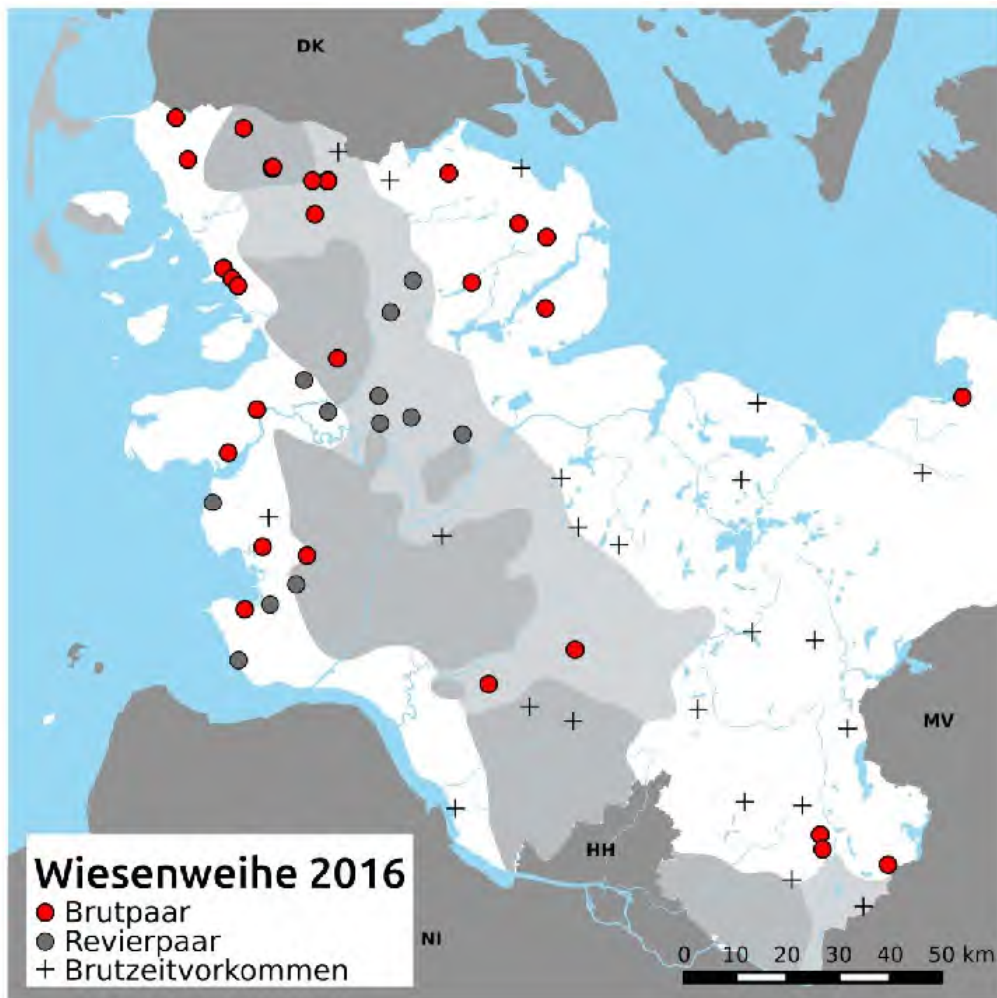 DK
MV
HH
NI
Wiesenweihe 2016
Brutpaar
Revierpaar
Brutzeitvorkommen
0 10 20 30 40 50 km